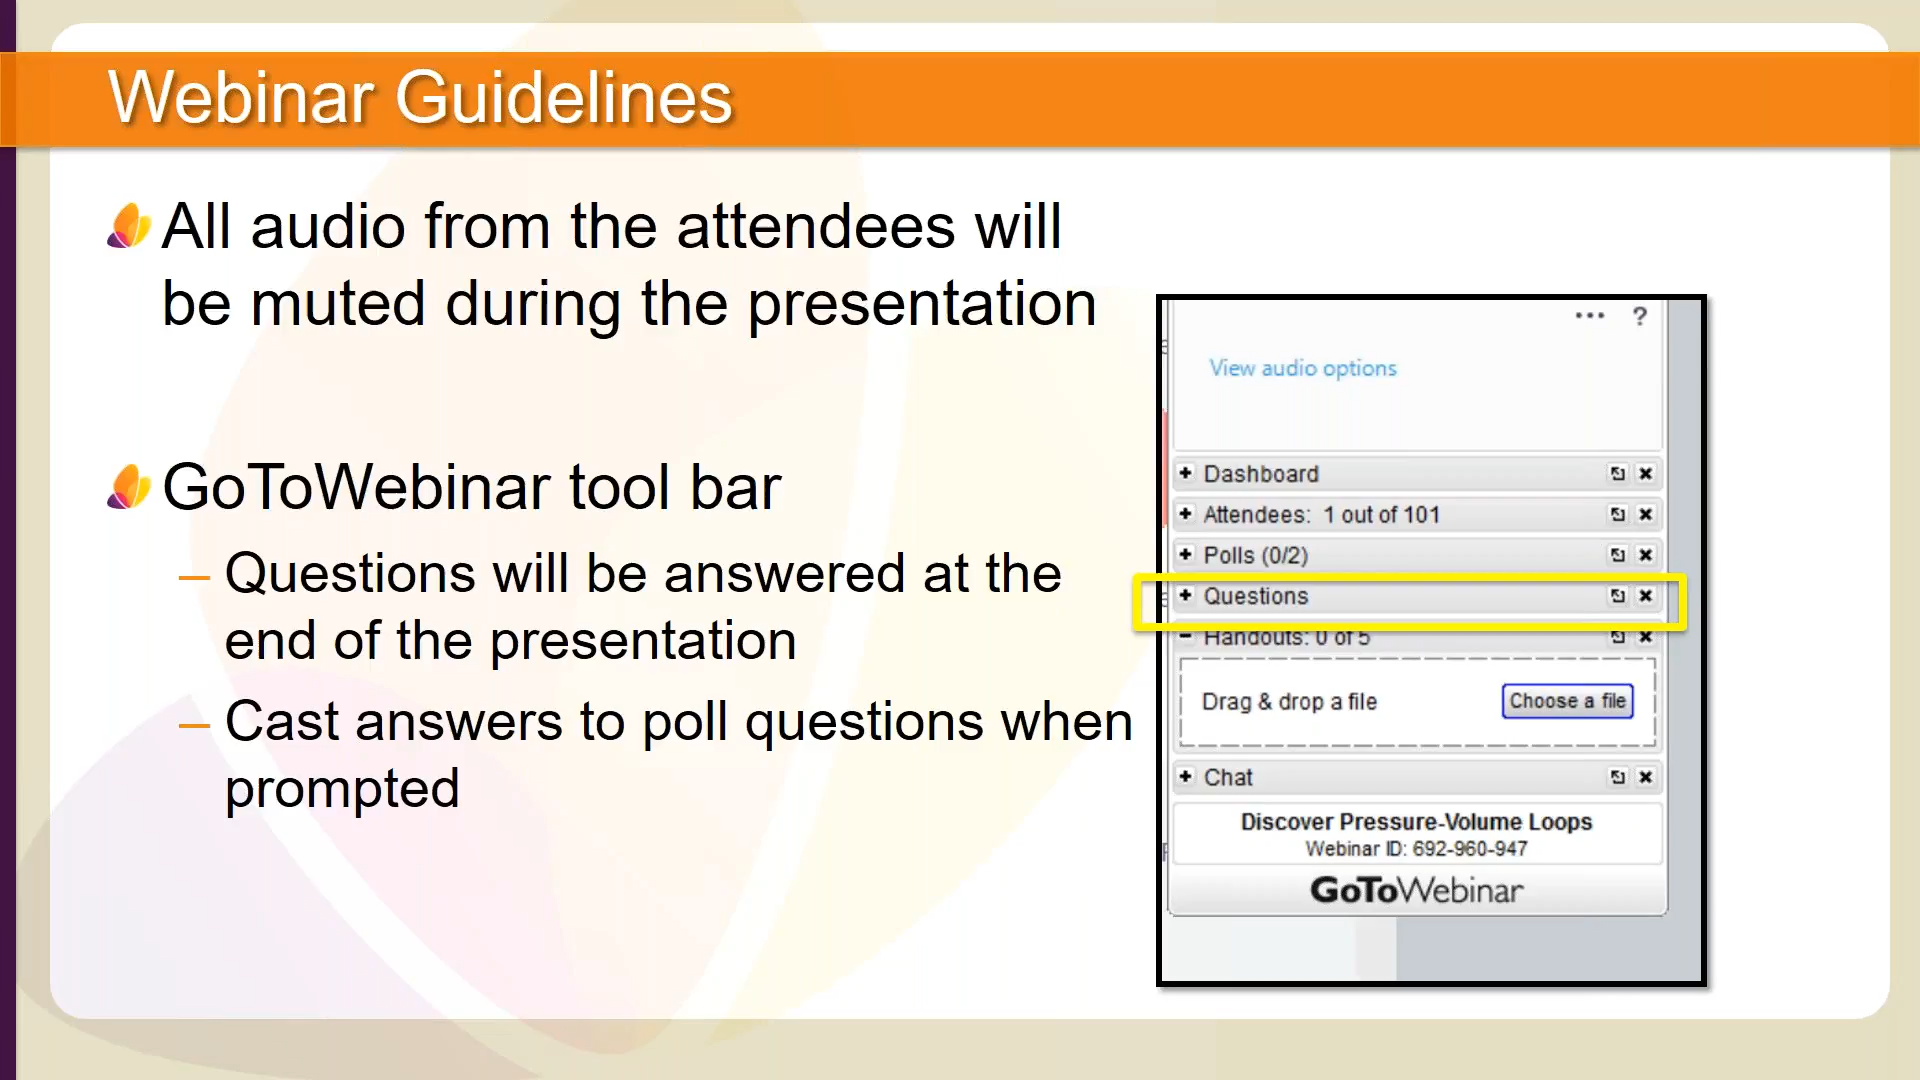 Webinar Guidelines
All audio from the attendees will
be muted during the presentation
GoToWebinar tool bar
– Questions will be answered at the
end of the presentation
– Cast answers to poll questions when
prompted
... ?
View audio options
Dashboard
Attendees: 1 out of 101
Polls (0/2)
Questions
Handouts: 0 of 5
Drag & drop a file
Choose a file
Chat
Discover Pressure-Volume Loops
Webinar ID: 692-960-947
GoToWebinar